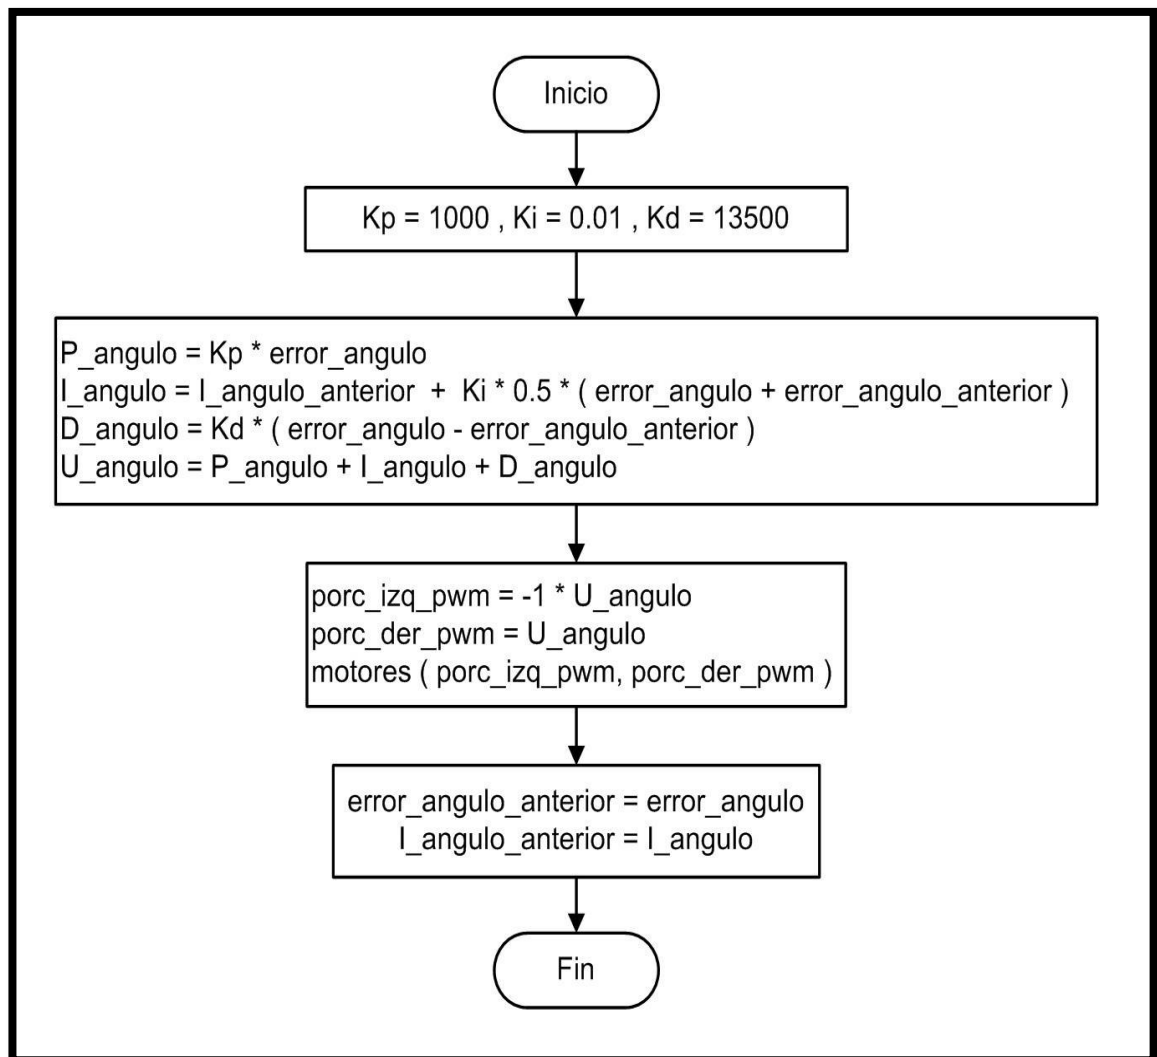 Inicio
Kp = 1000 , Ki = 0.01 , Kd = 13500
P_angulo = Kp * error_angulo
I_angulo = I_angulo_anterior + Ki * 0.5 * ( error_angulo + error_angulo_anterior )
D_angulo = Kd * ( error_angulo - error_angulo_anterior )
U_angulo = P_angulo + I_angulo + D_angulo
porc_izq_pwm = -1 * U_angulo
porc_der_pwm = U_angulo
motores ( porc_izq_pwm, porc_der_pwm )
error_angulo_anterior = error_angulo
I_angulo_anterior = I_angulo
Fin